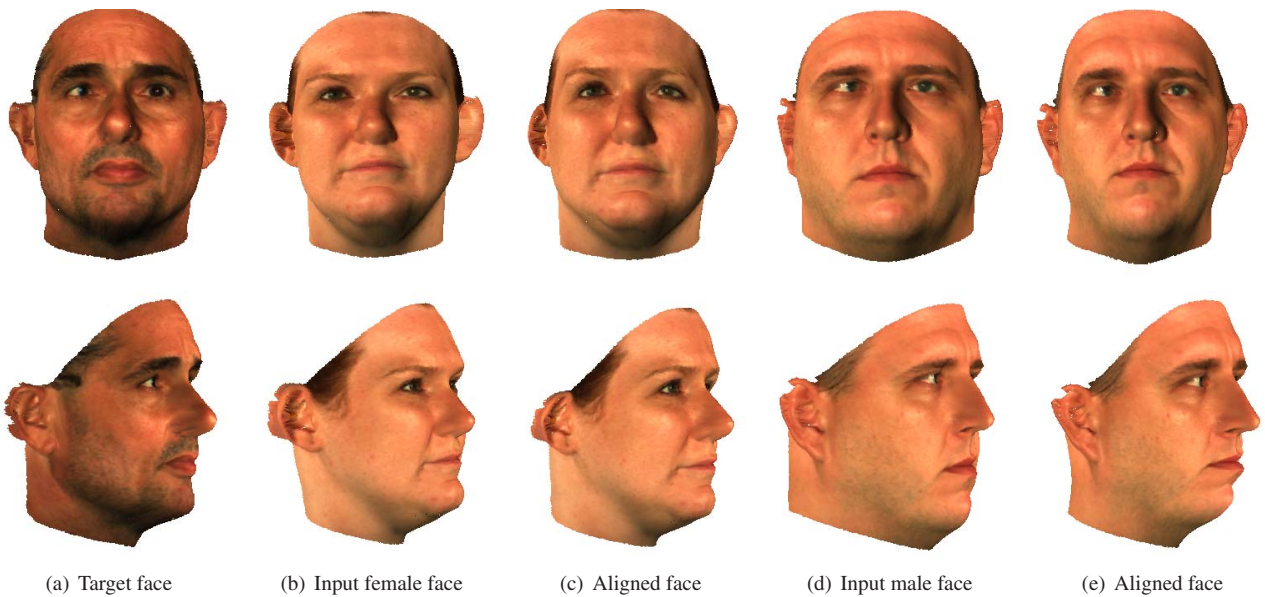 (a) Target face
(b) Input female face
(c) Aligned face
(d) Input male face
(e) Aligned face